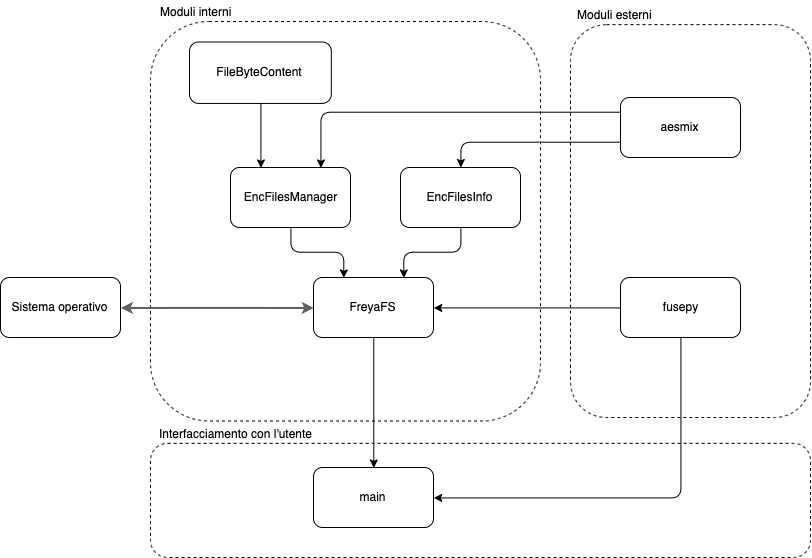 Moduli interni
Moduli esterni
FileByteContent
aesmix
EncFilesManager
EncFilesInfo
Sistema operativo
FreyaFS
fusepy
Interfacciamento con l'utente
main